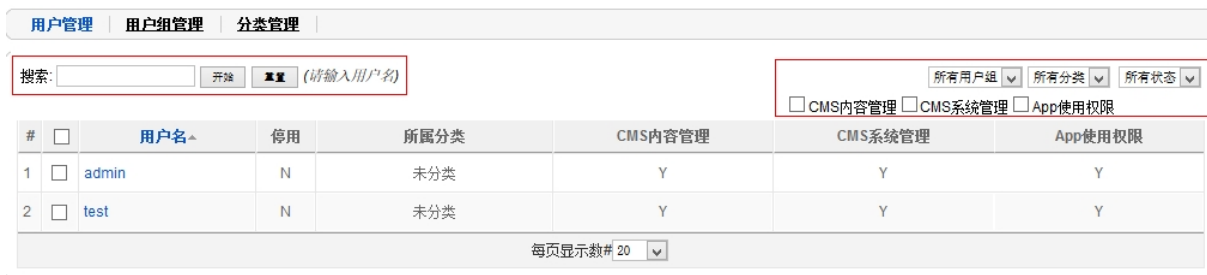 用户管理 用户组管理 分类管理
搜索: 开始 重置 (请输入用户名)
所有用户组 所有分类 所有状态
CMS内容管理 CMS系统管理 App使用权限
# 用户名 停用 所属分类 CMS内容管理 CMS系统管理 App使用权限
1 admin N 未分类 Y Y Y
2 test N 未分类 Y Y Y
每页显示数# 20